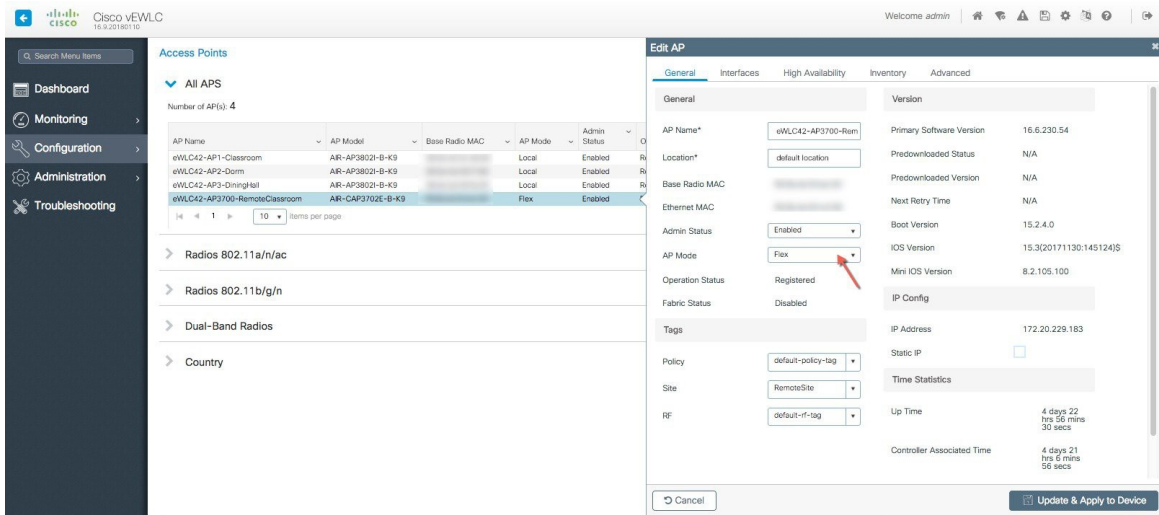 cisco
Cisco vEWLC
16.9.20180110
Welcome admin
Search Menu Items
Dashboard
Monitoring
Configuration
Administration
Troubleshooting
Access Points
All APS
Number of AP(s): 4
AP Name AP Model Base Radio MAC AP Mode Admin Status O
eWLC42-AP1-Classroom AIR-AP3802I-B-K9 Local Enabled R
eWLC42-AP2-Dorm AIR-AP3802I-B-K9 Local Enabled R
eWLC42-AP3-DiningHall AIR-AP3802I-B-K9 Local Enabled R
eWLC42-AP3700-RemoteClassroom AIR-CAP3702E-B-K9 Flex Enabled
1 10 items per page
Radios 802.11a/n/ac
Radios 802.11b/g/n
Dual-Band Radios
Country
Edit AP
General Interfaces High Availability Inventory Advanced
General
AP Name* eWLC42-AP3700-Rem
Location* default location
Base Radio MAC
Ethernet MAC
Admin Status Enabled
AP Mode Flex
Operation Status Registered
Fabric Status Disabled
Tags
Policy default-policy-tag
Site RemoteSite
RF default-rf-tag
Version
Primary Software Version 16.6.230.54
Predownloaded Status N/A
Predownloaded Version N/A
Next Retry Time N/A
Boot Version 15.2.4.0
IOS Version 15.3(20171130:145124)$
Mini IOS Version 8.2.105.100
IP Config
IP Address 172.20.229.183
Static IP
Time Statistics
Up Time 4 days 22
hrs 56 mins
30 secs
Controller Associated Time 4 days 21
hrs 6 mins
56 secs
Cancel
Update & Apply to Device